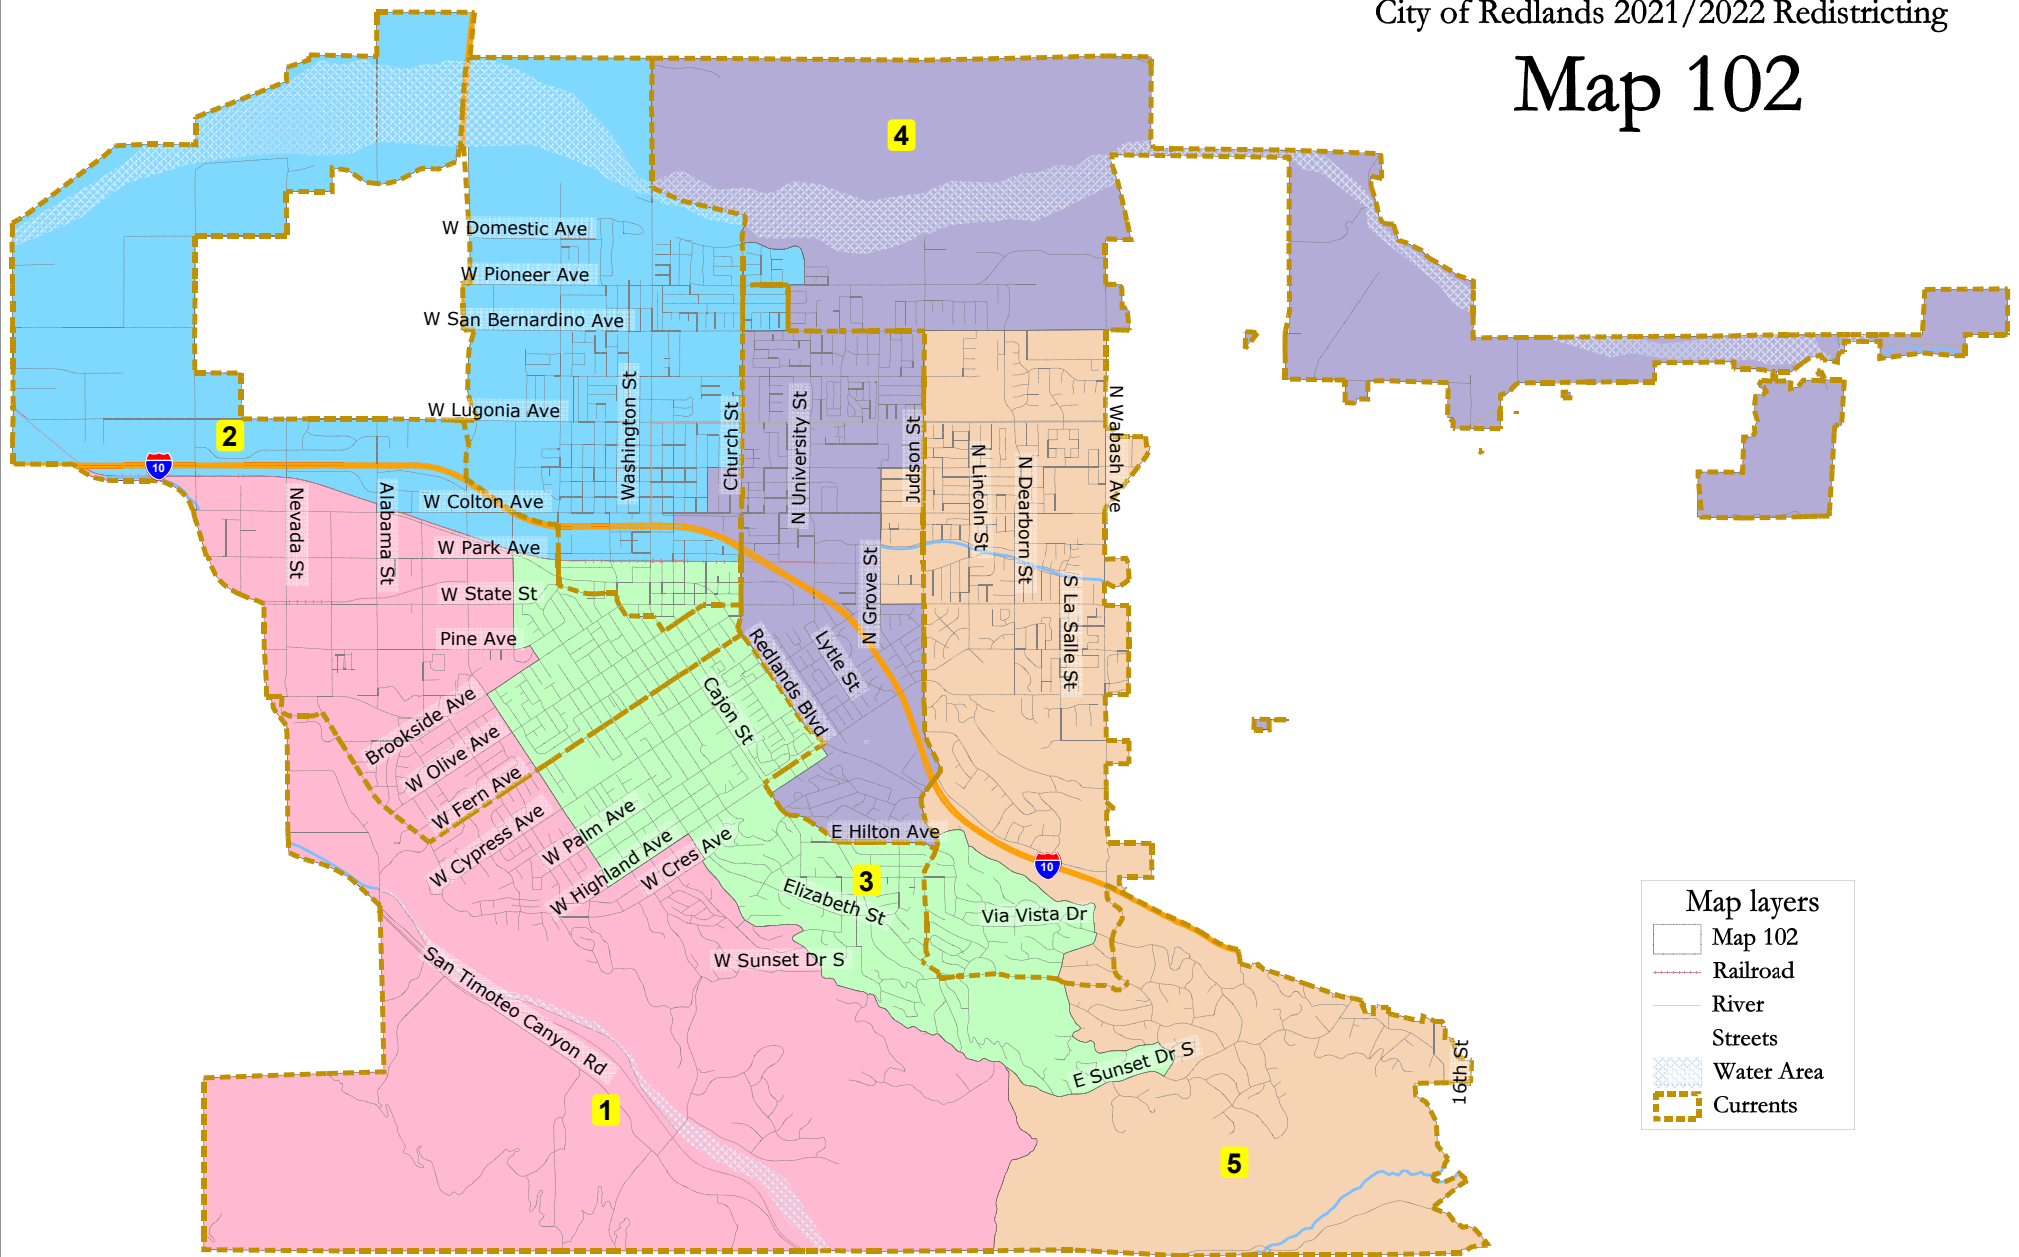 City of Redlands 2021/2022 Redistricting
Map 102
4
W Domestic Ave
W Pioneer Ave
W San Bernardino Ave
W Lugonia Ave
2
10
W Colton Ave
W Park Ave
W State St
Pine Ave
Nevada St
Alabama St
Washington St
Church St
N University St
Judson St
N Lincoln St
N Dearborn St
N Wabash Ave
N Grove St
S La Salle St
Redlands Blvd
Lytle St
Cajon St
Brookside Ave
W Olive Ave
W Fern Ave
W Cypress Ave
W Palm Ave
W Highland Ave
W Cres Ave
E Hilton Ave
3
10
Elizabeth St
Via Vista Dr
W Sunset Dr S
San Timoteo Canyon Rd
E Sunset Dr S
16th St
1
5
Map layers
Map 102
Railroad
River
Streets
Water Area
Currents